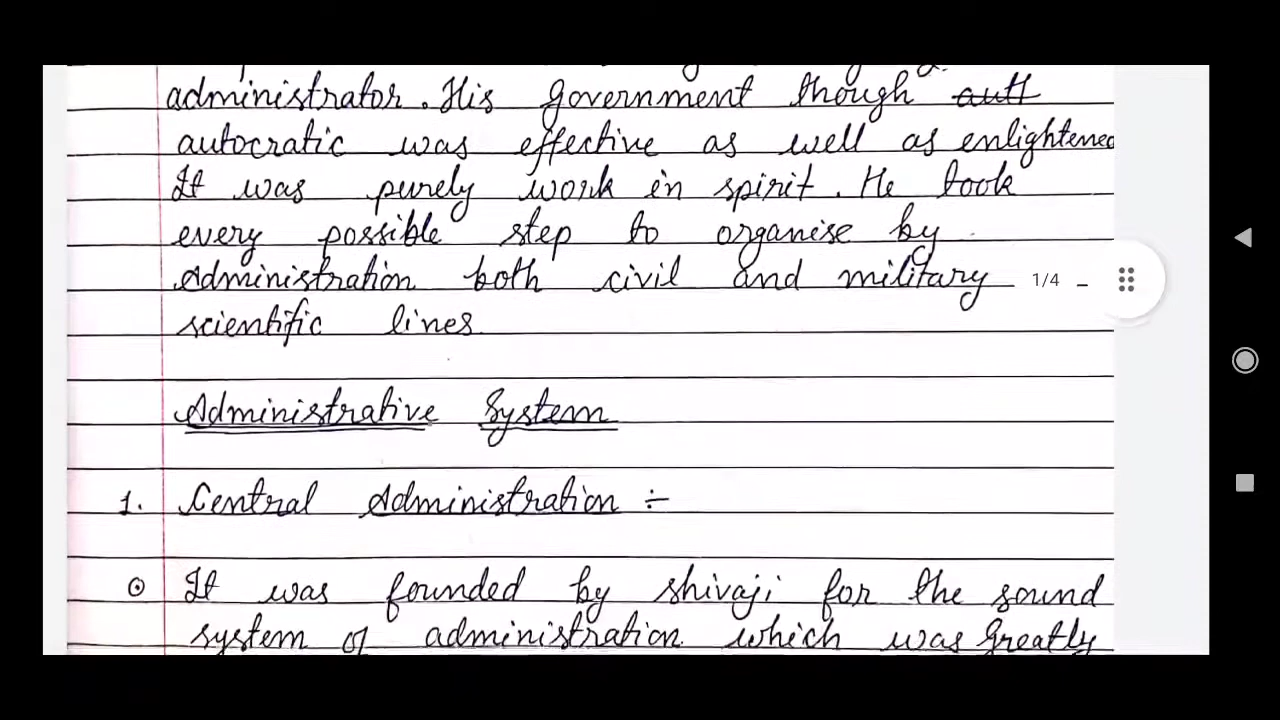 administrator. His government though autt
autocratic was effective as well as enlightened
It was purely work in spirit. He took
every possible step to organise by
Administration both civil and military
scientific lines
1/4
Administrative System
1. Central Administration ÷
⊙ It was founded by shivaji for the sound
system of administration which was Greatly